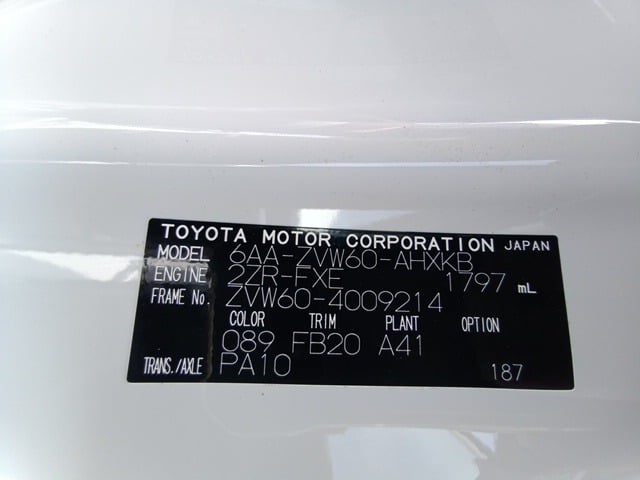 TOYOTA MOTOR CORPORATION JAPAN
MODEL 6AA-ZVW60-AHXKB
ENGINE 2ZR-FXE 1797 mL
FRAME No. ZVW60-4009214
COLOR TRIM PLANT OPTION
089 FB20 A41
TRANS./AXLE PA10 187